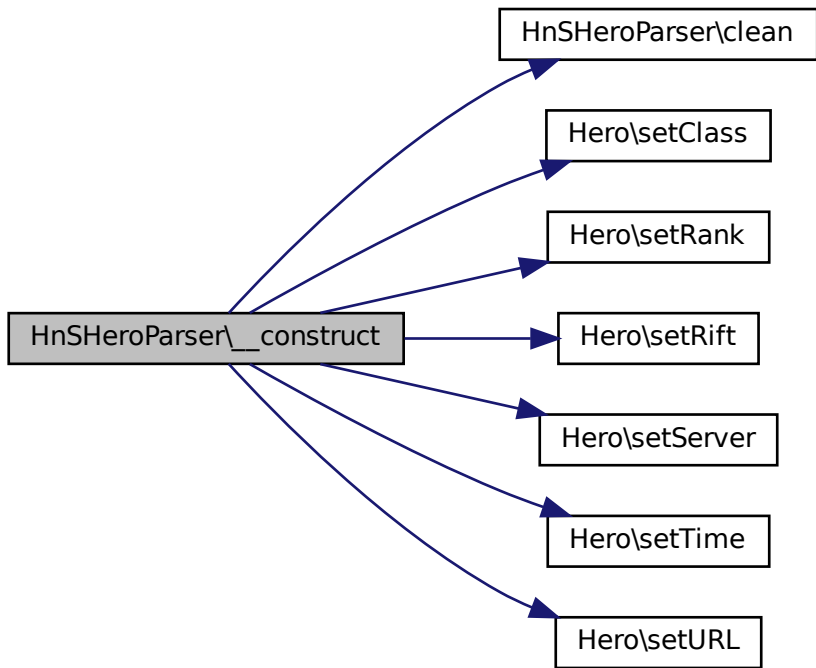 HnSHeroParser\clean
Hero\setClass
Hero\setRank
HnSHeroParser\__construct
Hero\setRift
Hero\setServer
Hero\setTime
Hero\setURL